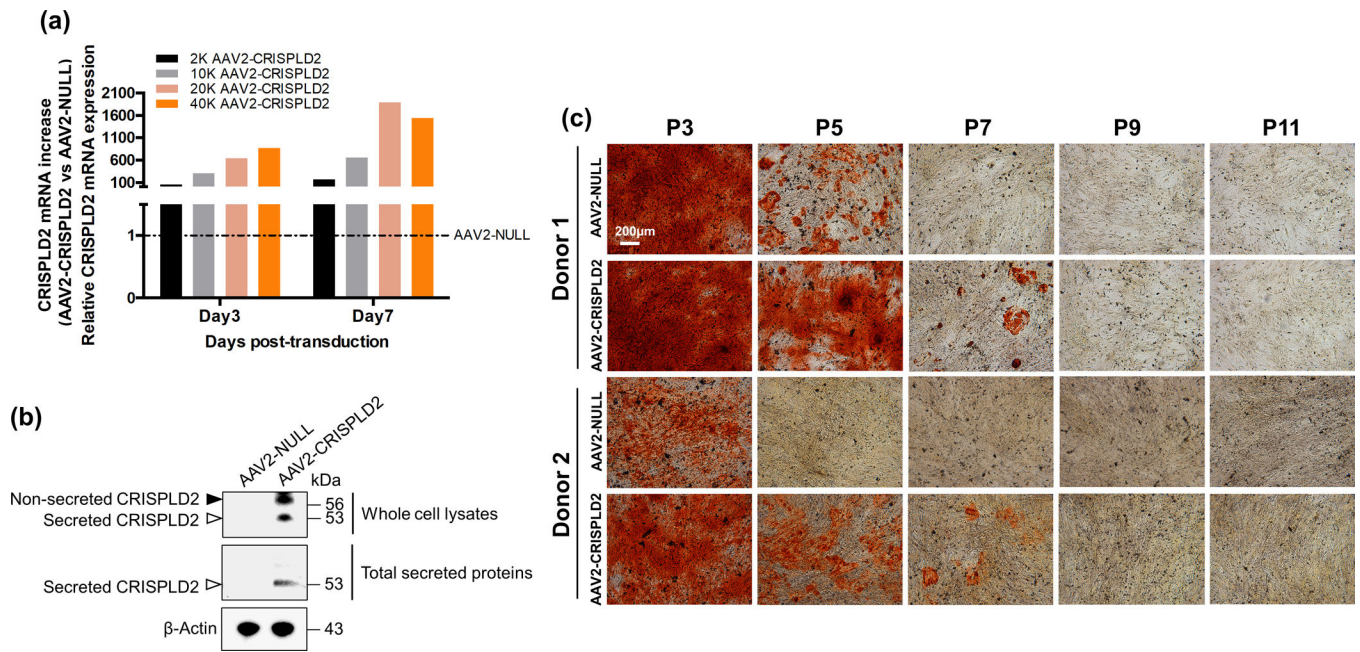 (a)
CRISPLD2 mRNA increase
(AAV2-CRISPLD2 vs AAV2-NULL)
Relative CRISPLD2 mRNA expression
2K AAV2-CRISPLD2
10K AAV2-CRISPLD2
20K AAV2-CRISPLD2
40K AAV2-CRISPLD2
2100
1600
1100
600
100
1
0
AAV2-NULL
Day3
Day7
Days post-transduction
(b)
AAV2-NULL
AAV2-CRISPLD2
kDa
Non-secreted CRISPLD2
56
Secreted CRISPLD2
53
Whole cell lysates
Secreted CRISPLD2
53
Total secreted proteins
β-Actin
43
(c)
P3
P5
P7
P9
P11
Donor 1
AAV2-NULL
200μm
AAV2-CRISPLD2
Donor 2
AAV2-NULL
AAV2-CRISPLD2